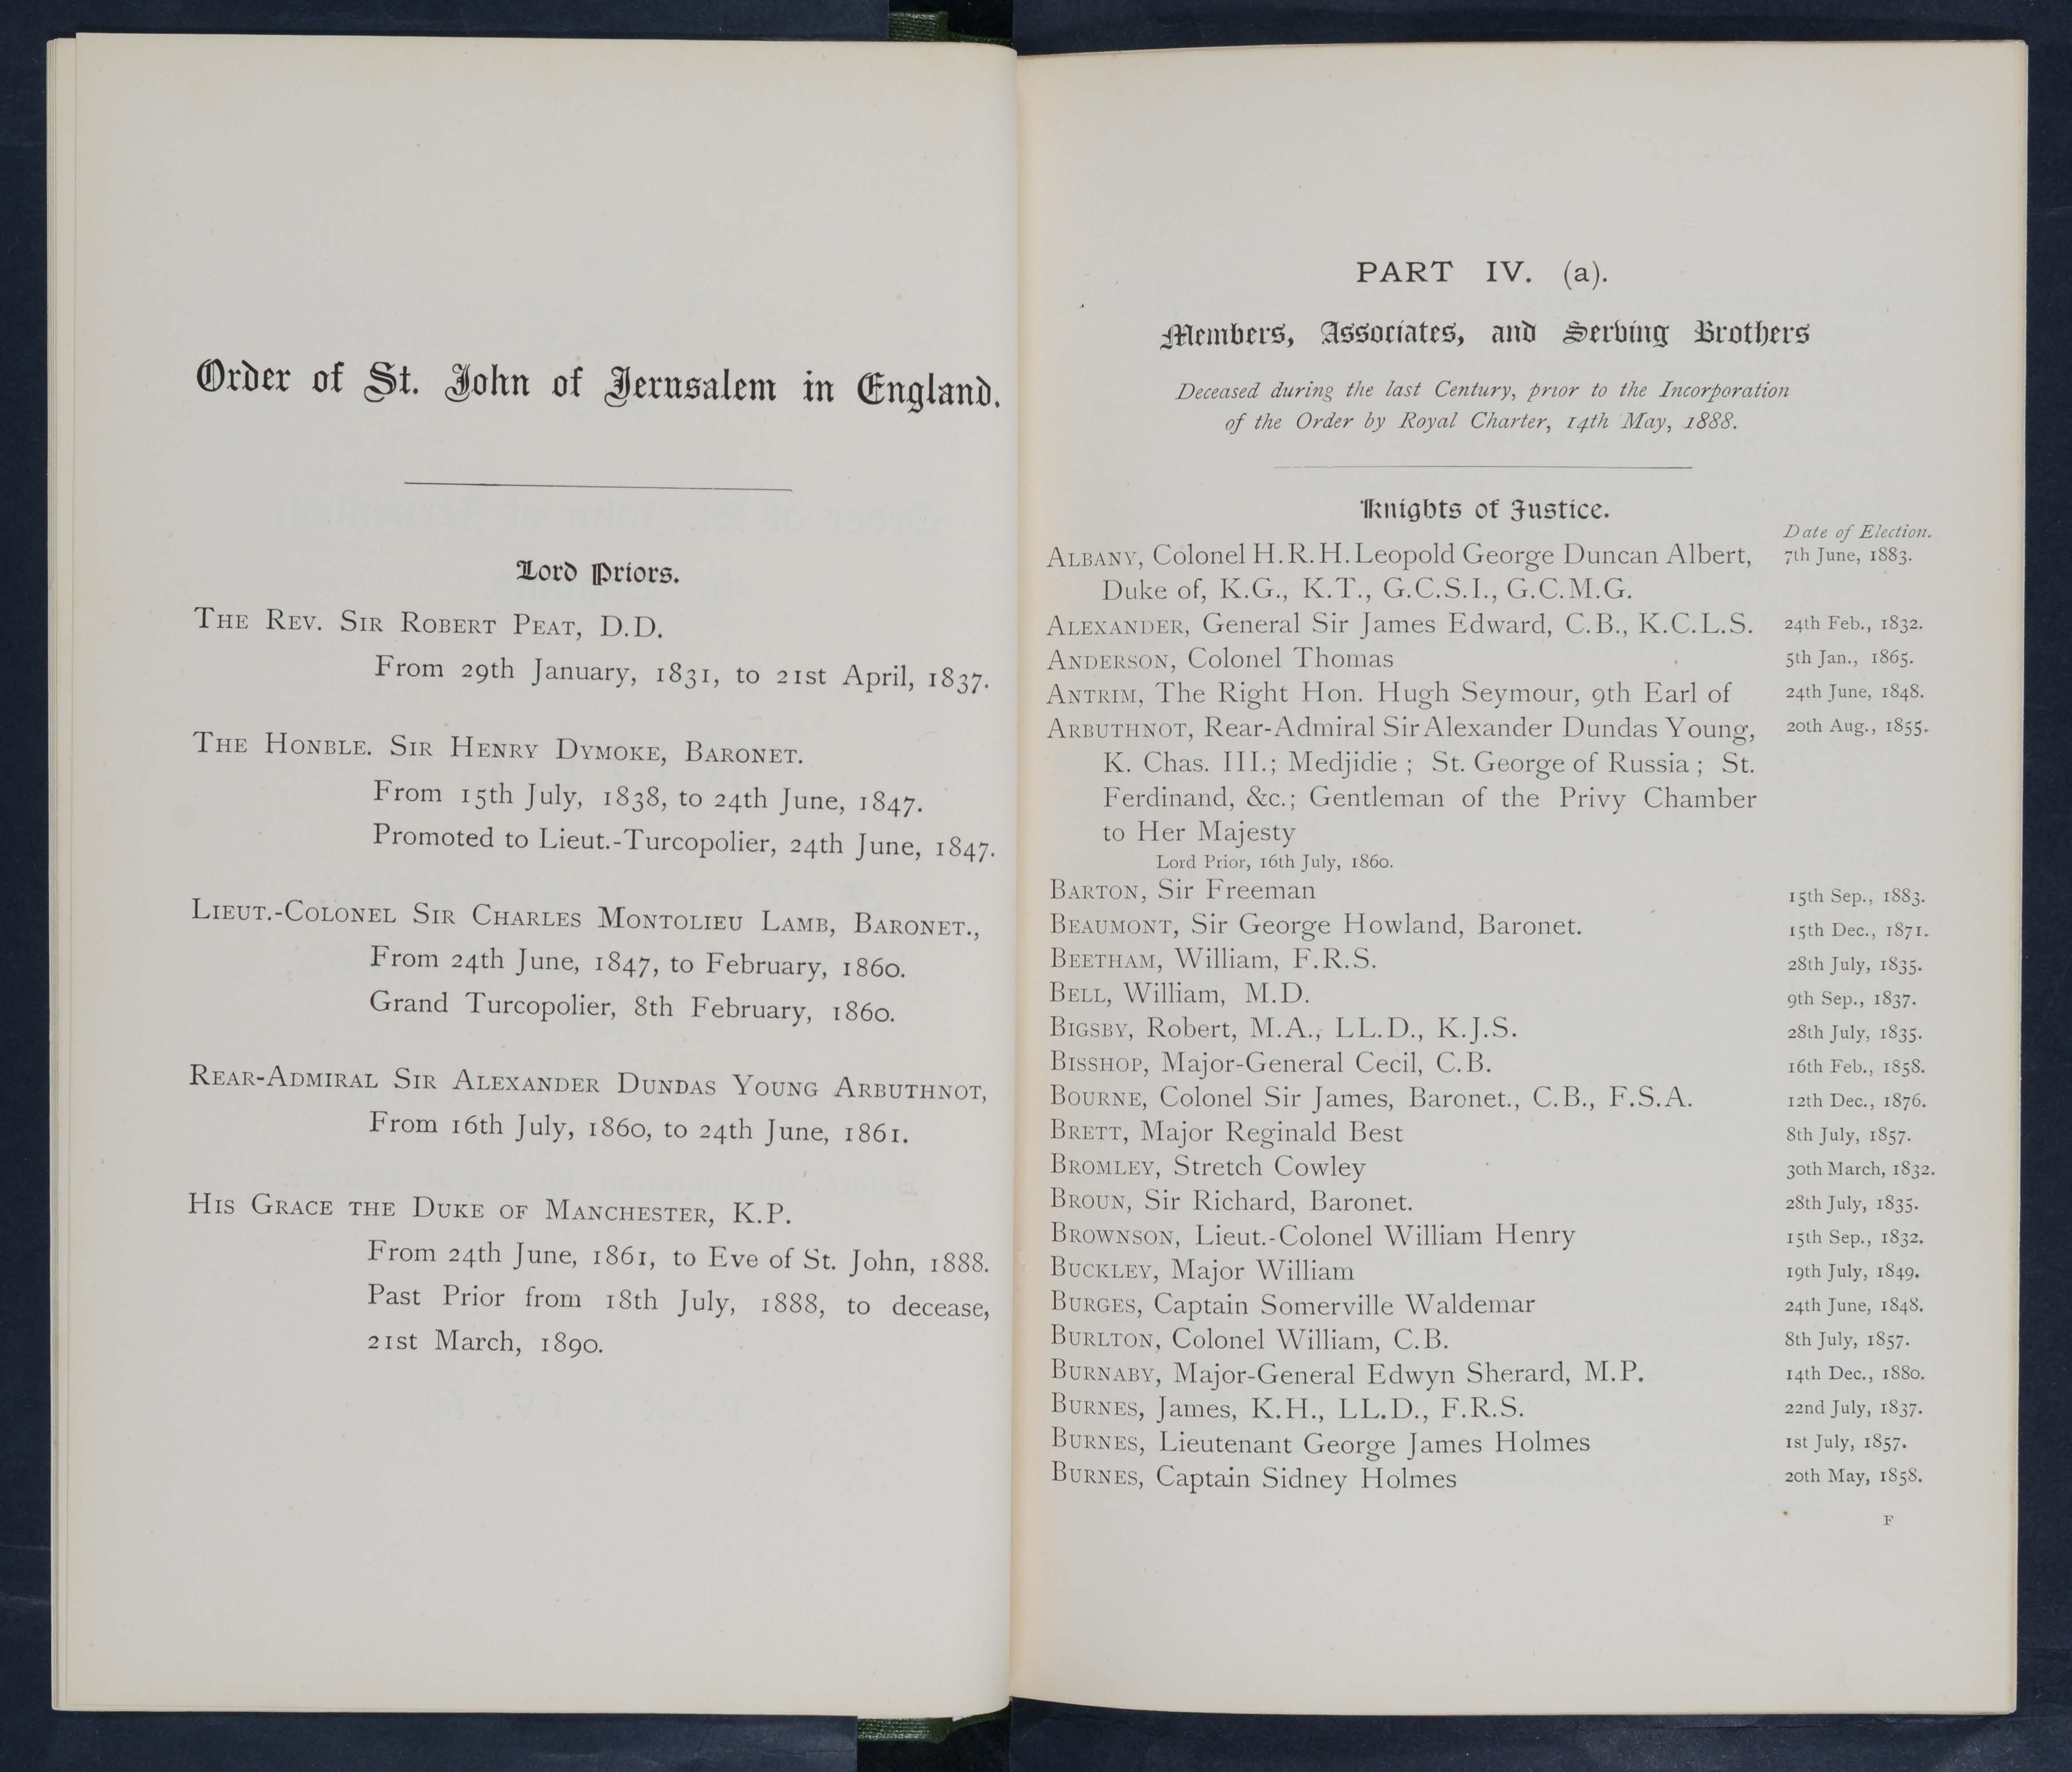 Order of St. John of Jerusalem in England.
Lord Priors.
THE REV. SIR ROBERT PEAT, D.D.
From 29th January, 1831, to 21st April, 1837.
THE HONBLE. SIR HENRY DYMOKE, BARONET.
From 15th July, 1838, to 24th June, 1847.
Promoted to Lieut.-Turcopolier, 24th June, 1847.
LIEUT.-COLONEL SIR CHARLES MONTOLIEU LAMB, BARONET.,
From 24th June, 1847, to February, 1860.
Grand Turcopolier, 8th February, 1860.
REAR-ADMIRAL SIR ALEXANDER DUNDAS YOUNG ARBUTHNOT,
From 16th July, 1860, to 24th June, 1861.
HIS GRACE THE DUKE OF MANCHESTER, K.P.
From 24th June, 1861, to Eve of St. John, 1888.
Past Prior from 18th July, 1888, to decease,
21st March, 1890.
PART IV. (a).
Members, Associates, and Serving Brothers
Deceased during the last Century, prior to the Incorporation
of the Order by Royal Charter, 14th May, 1888.
Knights of Justice.
Date of Election.
ALBANY, Colonel H.R.H. Leopold George Duncan Albert, 7th June, 1883.
Duke of, K.G., K.T., G.C.S.I., G.C.M.G.
ALEXANDER, General Sir James Edward, C.B., K.C.L.S. 24th Feb., 1832.
ANDERSON, Colonel Thomas 5th Jan., 1865.
ANTRIM, The Right Hon. Hugh Seymour, 9th Earl of 24th June, 1848.
ARBUTHNOT, Rear-Admiral Sir Alexander Dundas Young, 20th Aug., 1855.
K. Chas. III.; Medjidie; St. George of Russia; St.
Ferdinand, &c.; Gentleman of the Privy Chamber
to Her Majesty
Lord Prior, 16th July, 1860.
BARTON, Sir Freeman 15th Sep., 1883.
BEAUMONT, Sir George Howland, Baronet. 15th Dec., 1871.
BEETHAM, William, F.R.S. 28th July, 1835.
BELL, William, M.D. 9th Sep., 1837.
BIGSBY, Robert, M.A., LL.D., K.J.S. 28th July, 1835.
BISSHOP, Major-General Cecil, C.B. 16th Feb., 1858.
BOURNE, Colonel Sir James, Baronet., C.B., F.S.A. 12th Dec., 1876.
BRETT, Major Reginald Best 8th July, 1857.
BROMLEY, Stretch Cowley 30th March, 1832.
BROUN, Sir Richard, Baronet. 28th July, 1835.
BROWNSON, Lieut.-Colonel William Henry 15th Sep., 1832.
BUCKLEY, Major William 19th July, 1849.
BURGES, Captain Somerville Waldemar 24th June, 1848.
BURLTON, Colonel William, C.B. 8th July, 1857.
BURNABY, Major-General Edwyn Sherard, M.P. 14th Dec., 1880.
BURNES, James, K.H., LL.D., F.R.S. 22nd July, 1837.
BURNES, Lieutenant George James Holmes 1st July, 1857.
BURNES, Captain Sidney Holmes 20th May, 1858.
F